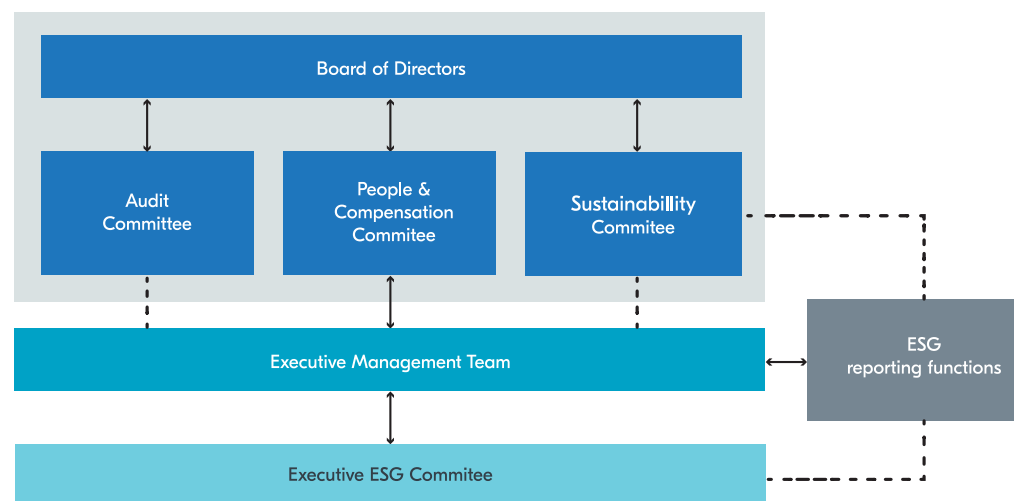 Board of Directors
Audit
Committee
People &
Compensation
Commitee
Sustainabillity
Commitee
ESG
reporting functions
Executive Management Team
Executive ESG Commitee